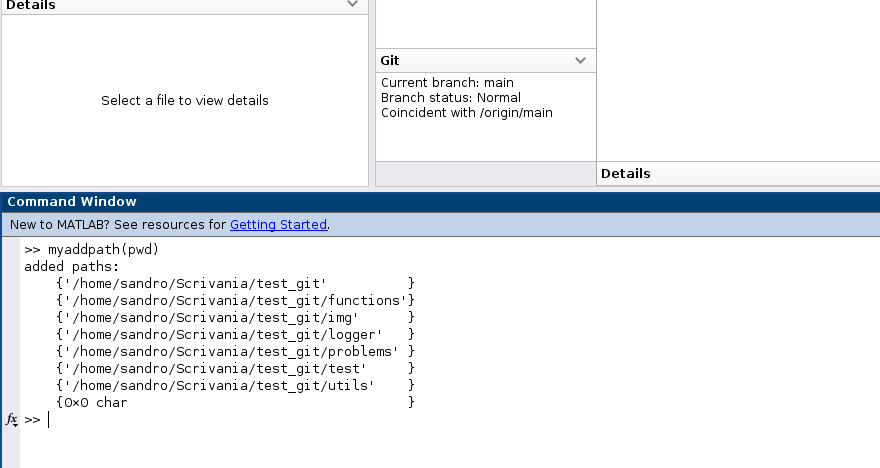 Details
Select a file to view details
Git
Current branch: main
Branch status: Normal
Coincident with /origin/main
Details
Command Window
New to MATLAB? See resources for Getting Started.
>> myaddpath(pwd)
added paths:
    {'/home/sandro/Scrivania/test_git'          }
    {'/home/sandro/Scrivania/test_git/functions'}
    {'/home/sandro/Scrivania/test_git/img'      }
    {'/home/sandro/Scrivania/test_git/logger'   }
    {'/home/sandro/Scrivania/test_git/problems' }
    {'/home/sandro/Scrivania/test_git/test'     }
    {'/home/sandro/Scrivania/test_git/utils'    }
    {0×0 char                                   }
fx >>